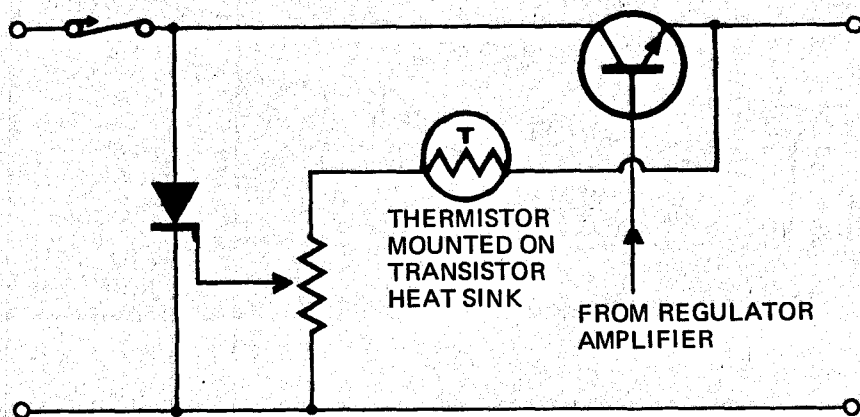 T
THERMISTOR
MOUNTED ON
TRANSISTOR
HEAT SINK
FROM REGULATOR
AMPLIFIER